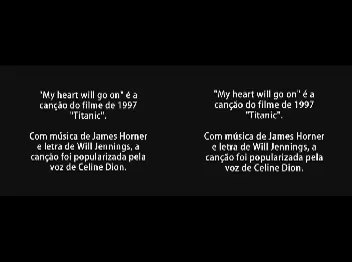 "My heart will go on" é a
canção do filme de 1997
"Titanic".
Com música de James Horner
e letra de Will Jennings, a
canção foi popularizada pela
voz de Celine Dion.
"My heart will go on" é a
canção do filme de 1997
"Titanic".
Com música de James Horner
e letra de Will Jennings, a
canção foi popularizada pela
voz de Celine Dion.